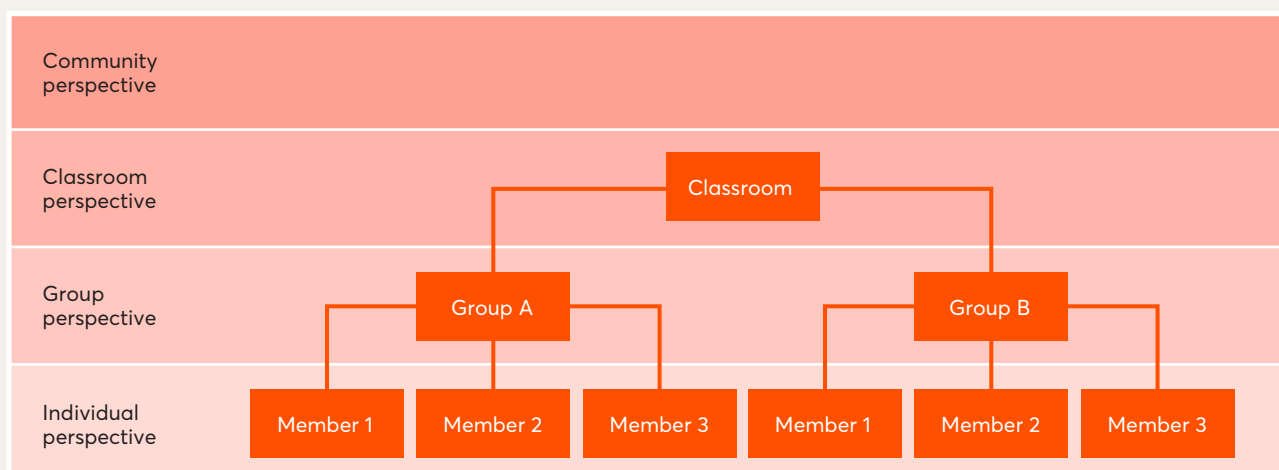 Community
perspective
Classroom
perspective
Classroom
Group
perspective
Group A
Group B
Individual
perspective
Member 1
Member 2
Member 3
Member 1
Member 2
Member 3